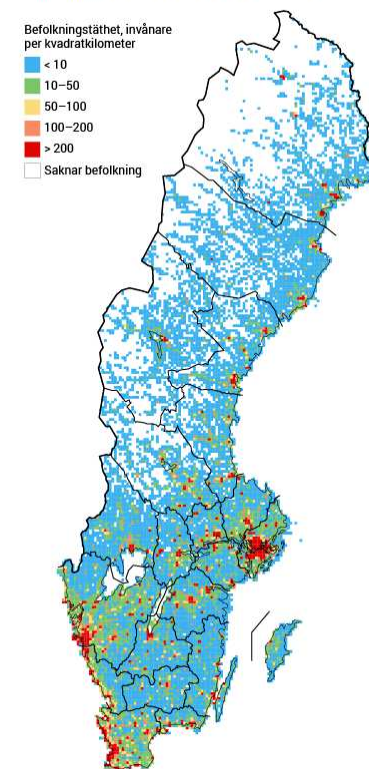 Befolkningstäthet, invånare
per kvadratkilometer
< 10
10–50
50–100
100–200
> 200
Saknar befolkning